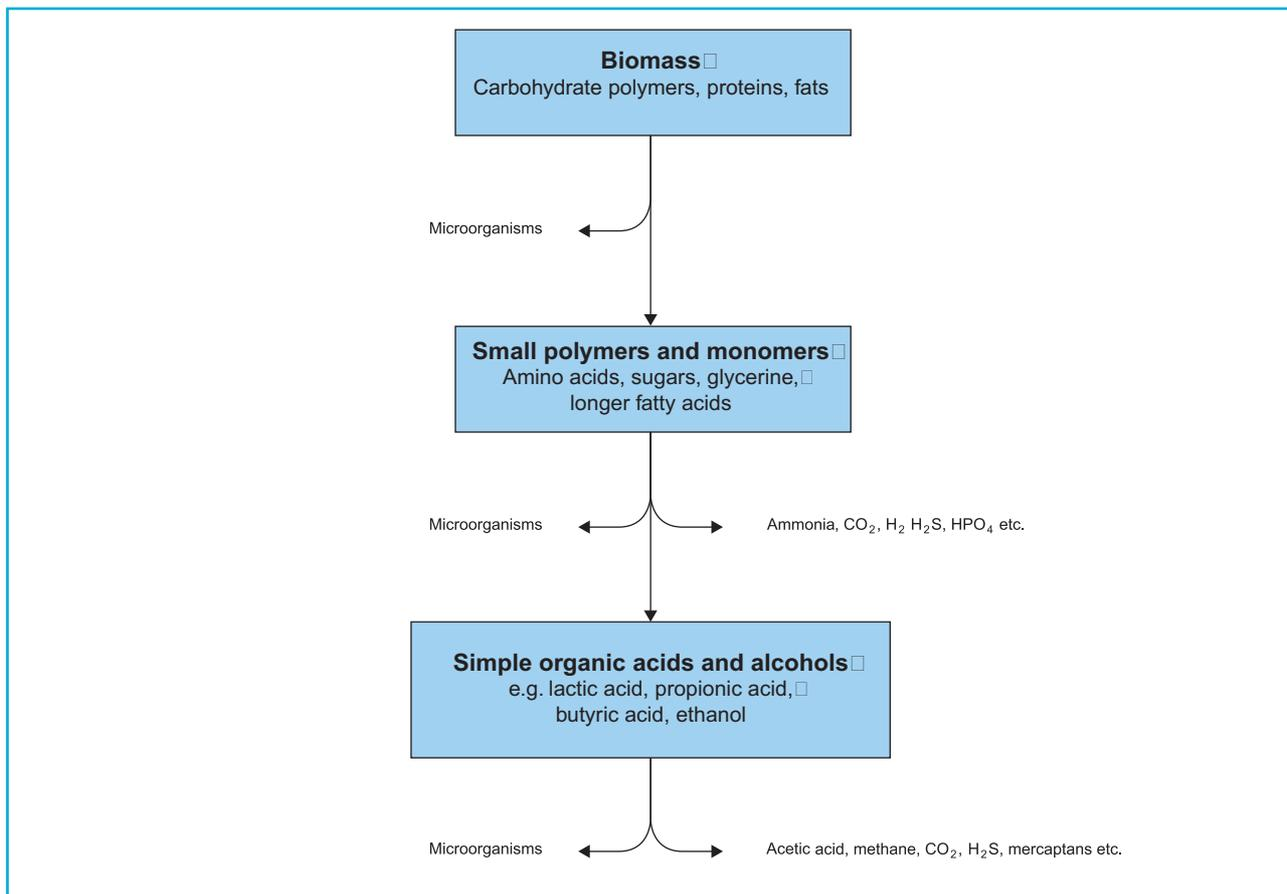 Biomass
Carbohydrate polymers, proteins, fats
Microorganisms
Small polymers and monomers
Amino acids, sugars, glycerine,
longer fatty acids
Microorganisms
Ammonia, CO₂, H₂ H₂S, HPO₄ etc.
Simple organic acids and alcohols
e.g. lactic acid, propionic acid,
butyric acid, ethanol
Microorganisms
Acetic acid, methane, CO₂, H₂S, mercaptans etc.